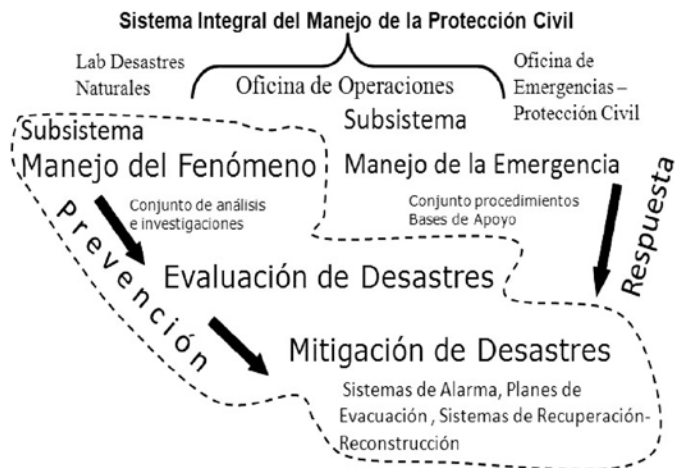 Sistema Integral del Manejo de la Protección Civil
Lab Desastres
Naturales
Oficina de Operaciones
Oficina de
Emergencias –
Protección Civil
Subsistema
Manejo del Fenómeno
Subsistema
Manejo de la Emergencia
Conjunto de análisis
e investigaciones
Conjunto procedimientos
Bases de Apoyo
Prevención
Respuesta
Evaluación de Desastres
Mitigación de Desastres
Sistemas de Alarma, Planes de
Evacuación , Sistemas de Recuperación-
Reconstrucción